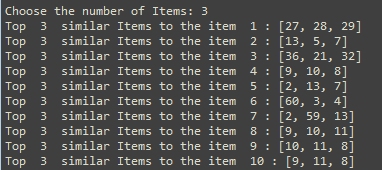 Choose the number of Items: 3
Top  3  similar Items to the item  1 : [27, 28, 29]
Top  3  similar Items to the item  2 : [13, 5, 7]
Top  3  similar Items to the item  3 : [36, 21, 32]
Top  3  similar Items to the item  4 : [9, 10, 8]
Top  3  similar Items to the item  5 : [2, 13, 7]
Top  3  similar Items to the item  6 : [60, 3, 4]
Top  3  similar Items to the item  7 : [2, 59, 13]
Top  3  similar Items to the item  8 : [9, 10, 11]
Top  3  similar Items to the item  9 : [10, 11, 8]
Top  3  similar Items to the item  10 : [9, 11, 8]